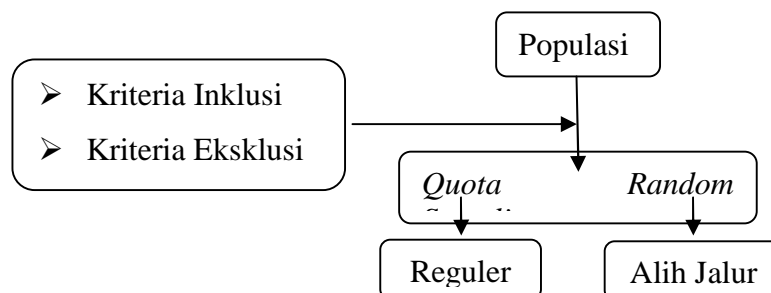 Populasi
➢ Kriteria Inklusi
➢ Kriteria Eksklusi
Quota Random
Reguler
Alih Jalur